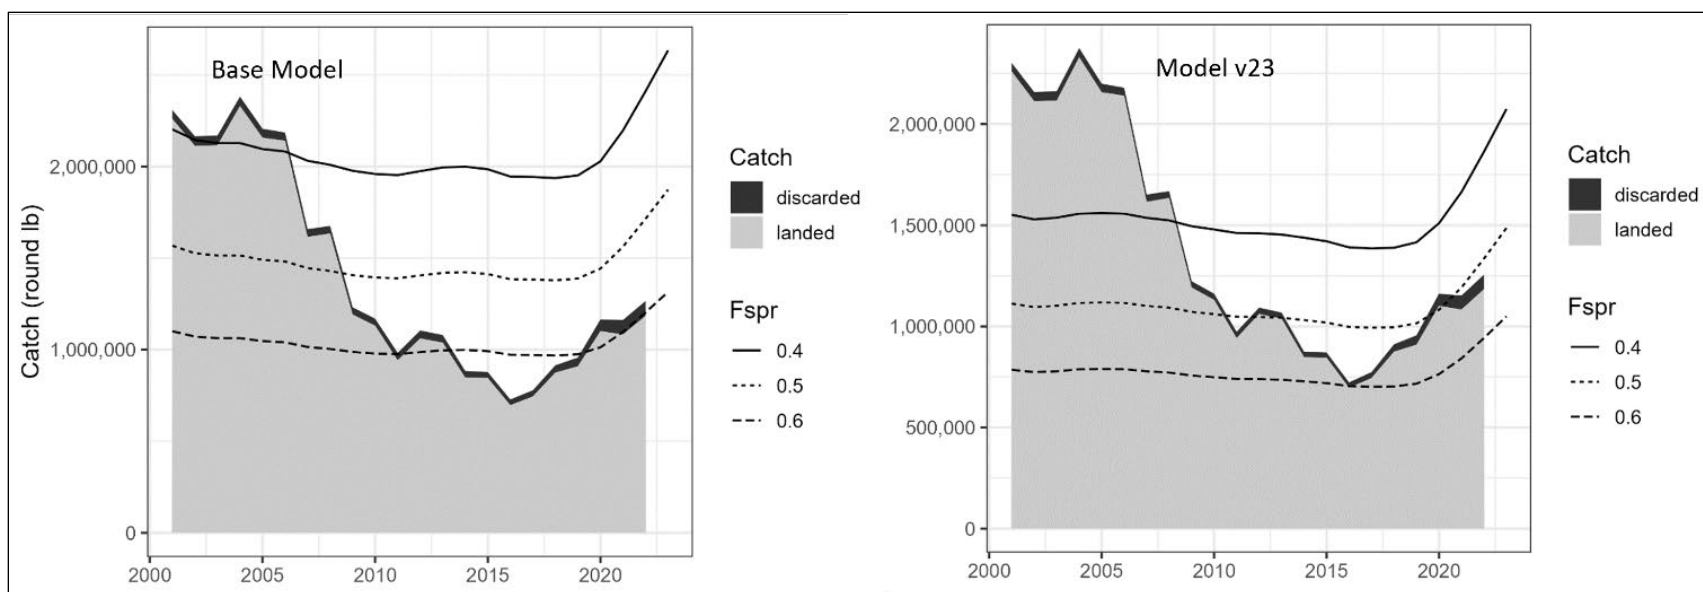 Base Model
Catch (round lb)
2,000,000
1,000,000
0
2000
2005
2010
2015
2020
Catch
discarded
landed
Fspr
0.4
0.5
0.6
Model v23
2,000,000
1,500,000
1,000,000
500,000
0
2000
2005
2010
2015
2020
Catch
discarded
landed
Fspr
0.4
0.5
0.6